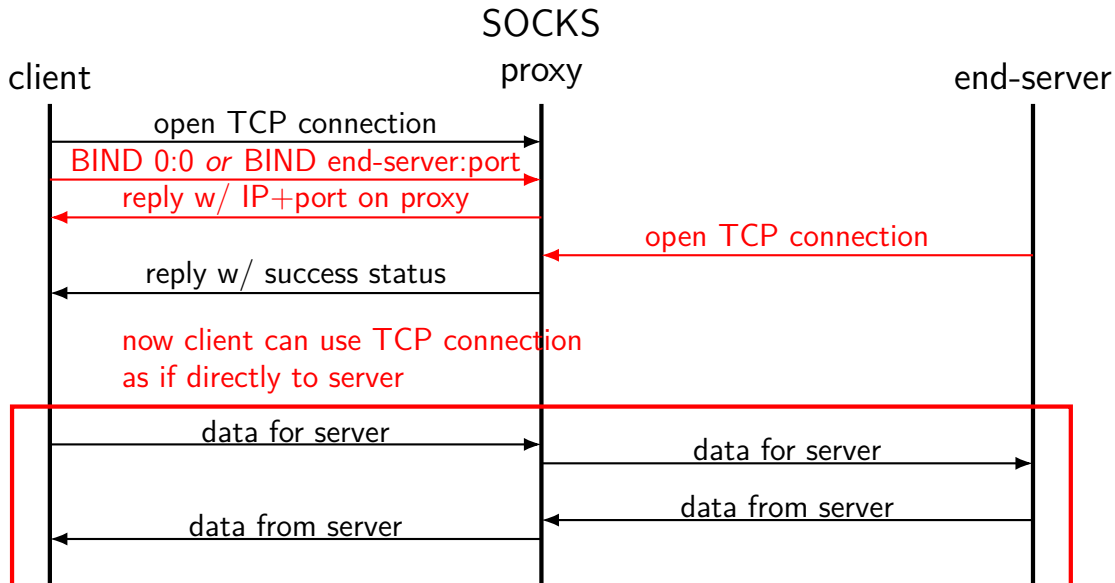 SOCKS
client
proxy
end-server
open TCP connection
BIND 0:0 or BIND end-server:port
reply w/ IP+port on proxy
open TCP connection
reply w/ success status
now client can use TCP connection
as if directly to server
data for server
data for server
data from server
data from server